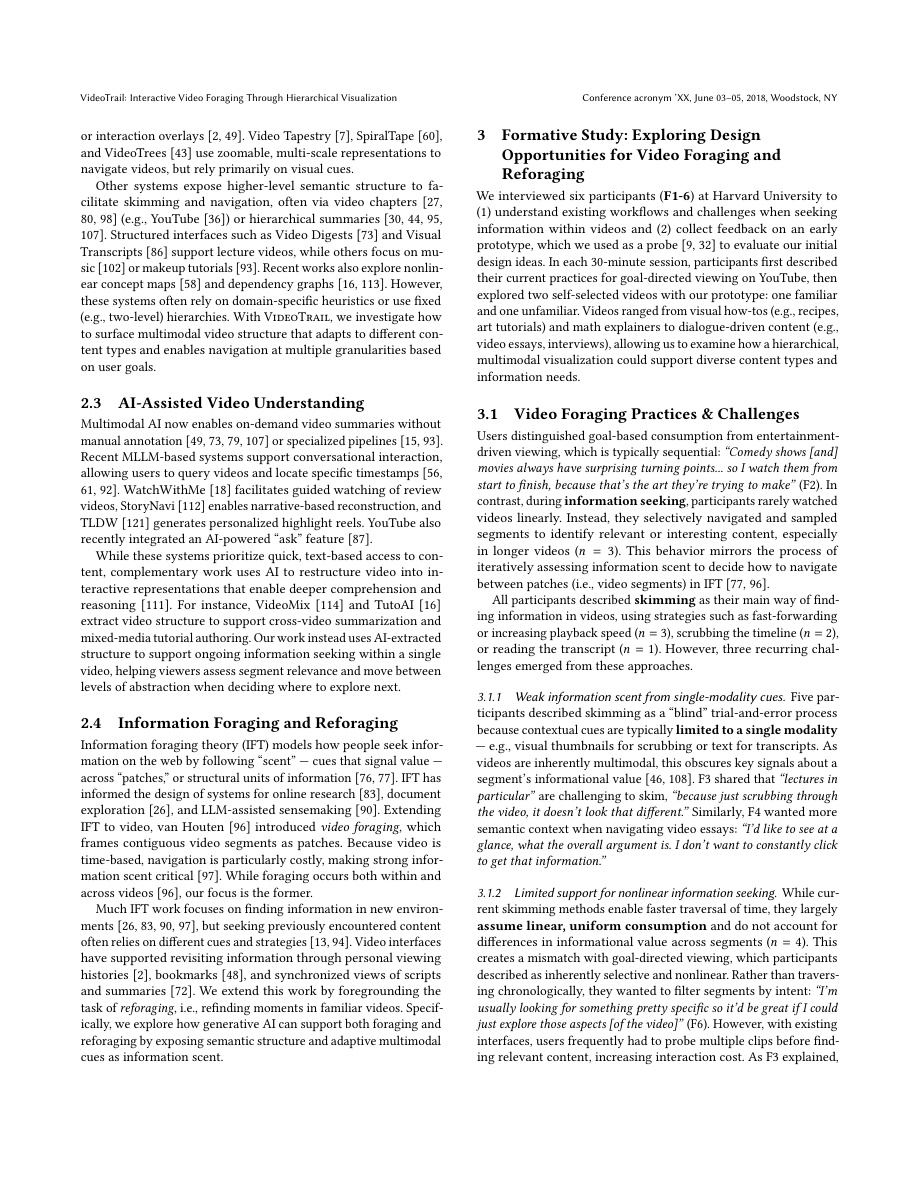 VideoTrail: Interactive Video Foraging Through Hierarchical Visualization
Conference acronym 'XX, June 03–05, 2018, Woodstock, NY
or interaction overlays [2, 49]. Video Tapestry [7], SpiralTape [60],
and VideoTrees [43] use zoomable, multi-scale representations to
navigate videos, but rely primarily on visual cues.
Other systems expose higher-level semantic structure to fa-
cilitate skimming and navigation, often via video chapters [27,
80, 98] (e.g., YouTube [36]) or hierarchical summaries [30, 44, 95,
107]. Structured interfaces such as Video Digests [73] and Visual
Transcripts [86] support lecture videos, while others focus on mu-
sic [102] or makeup tutorials [93]. Recent works also explore nonlin-
ear concept maps [58] and dependency graphs [16, 113]. However,
these systems often rely on domain-specific heuristics or use fixed
(e.g., two-level) hierarchies. With VideoTrail, we investigate how
to surface multimodal video structure that adapts to different con-
tent types and enables navigation at multiple granularities based
on user goals.
2.3 AI-Assisted Video Understanding
Multimodal AI now enables on-demand video summaries without
manual annotation [49, 73, 79, 107] or specialized pipelines [15, 93].
Recent MLLM-based systems support conversational interaction,
allowing users to query videos and locate specific timestamps [56,
61, 92]. WatchWithMe [18] facilitates guided watching of review
videos, StoryNavi [112] enables narrative-based reconstruction, and
TLDW [121] generates personalized highlight reels. YouTube also
recently integrated an AI-powered “ask” feature [87].
While these systems prioritize quick, text-based access to con-
tent, complementary work uses AI to restructure video into in-
teractive representations that enable deeper comprehension and
reasoning [111]. For instance, VideoMix [114] and TutoAI [16]
extract video structure to support cross-video summarization and
mixed-media tutorial authoring. Our work instead uses AI-extracted
structure to support ongoing information seeking within a single
video, helping viewers assess segment relevance and move between
levels of abstraction when deciding where to explore next.
2.4 Information Foraging and Reforaging
Information foraging theory (IFT) models how people seek infor-
mation on the web by following “scent” — cues that signal value —
across “patches,” or structural units of information [76, 77]. IFT has
informed the design of systems for online research [83], document
exploration [26], and LLM-assisted sensemaking [90]. Extending
IFT to video, van Houten [96] introduced video foraging, which
frames contiguous video segments as patches. Because video is
time-based, navigation is particularly costly, making strong infor-
mation scent critical [97]. While foraging occurs both within and
across videos [96], our focus is the former.
Much IFT work focuses on finding information in new environ-
ments [26, 83, 90, 97], but seeking previously encountered content
often relies on different cues and strategies [13, 94]. Video interfaces
have supported revisiting information through personal viewing
histories [2], bookmarks [48], and synchronized views of scripts
and summaries [72]. We extend this work by foregrounding the
task of reforaging, i.e., refinding moments in familiar videos. Specif-
ically, we explore how generative AI can support both foraging and
reforaging by exposing semantic structure and adaptive multimodal
cues as information scent.
3 Formative Study: Exploring Design
Opportunities for Video Foraging and
Reforaging
We interviewed six participants (F1-6) at Harvard University to
(1) understand existing workflows and challenges when seeking
information within videos and (2) collect feedback on an early
prototype, which we used as a probe [9, 32] to evaluate our initial
design ideas. In each 30-minute session, participants first described
their current practices for goal-directed viewing on YouTube, then
explored two self-selected videos with our prototype: one familiar
and one unfamiliar. Videos ranged from visual how-tos (e.g., recipes,
art tutorials) and math explainers to dialogue-driven content (e.g.,
video essays, interviews), allowing us to examine how a hierarchical,
multimodal visualization could support diverse content types and
information needs.
3.1 Video Foraging Practices & Challenges
Users distinguished goal-based consumption from entertainment-
driven viewing, which is typically sequential: “Comedy shows [and]
movies always have surprising turning points... so I watch them from
start to finish, because that’s the art they’re trying to make” (F2). In
contrast, during information seeking, participants rarely watched
videos linearly. Instead, they selectively navigated and sampled
segments to identify relevant or interesting content, especially
in longer videos (n = 3). This behavior mirrors the process of
iteratively assessing information scent to decide how to navigate
between patches (i.e., video segments) in IFT [77, 96].
All participants described skimming as their main way of find-
ing information in videos, using strategies such as fast-forwarding
or increasing playback speed (n = 3), scrubbing the timeline (n = 2),
or reading the transcript (n = 1). However, three recurring chal-
lenges emerged from these approaches.
3.1.1 Weak information scent from single-modality cues. Five par-
ticipants described skimming as a “blind” trial-and-error process
because contextual cues are typically limited to a single modality
— e.g., visual thumbnails for scrubbing or text for transcripts. As
videos are inherently multimodal, this obscures key signals about a
segment’s informational value [46, 108]. F3 shared that “lectures in
particular” are challenging to skim, “because just scrubbing through
the video, it doesn’t look that different.” Similarly, F4 wanted more
semantic context when navigating video essays: “I’d like to see at a
glance, what the overall argument is. I don’t want to constantly click
to get that information.”
3.1.2 Limited support for nonlinear information seeking. While cur-
rent skimming methods enable faster traversal of time, they largely
assume linear, uniform consumption and do not account for
differences in informational value across segments (n = 4). This
creates a mismatch with goal-directed viewing, which participants
described as inherently selective and nonlinear. Rather than travers-
ing chronologically, they wanted to filter segments by intent: “I’m
usually looking for something pretty specific so it’d be great if I could
just explore those aspects [of the video]” (F6). However, with existing
interfaces, users frequently had to probe multiple clips before find-
ing relevant content, increasing interaction cost. As F3 explained,